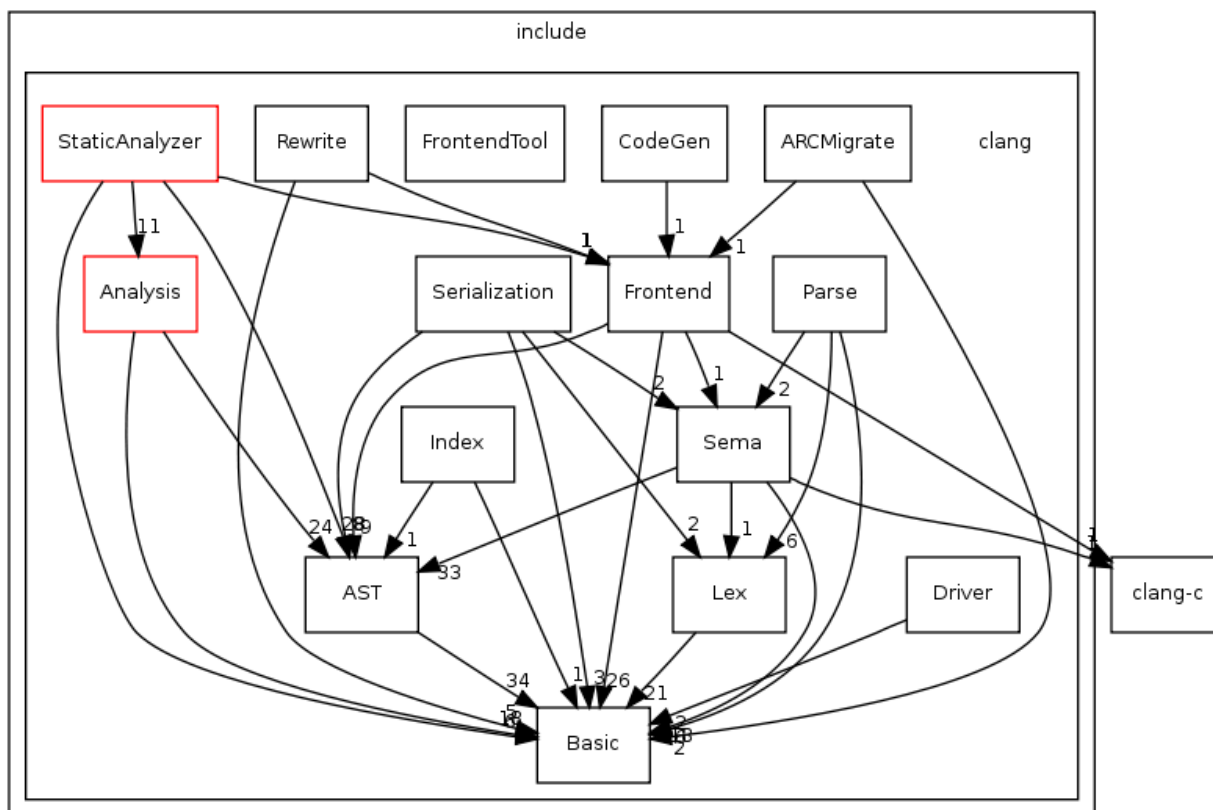 include
StaticAnalyzer
Rewrite
FrontendTool
CodeGen
ARCMigrate
clang
11
1
1
1
Analysis
Serialization
Frontend
Parse
2
1
2
Index
Sema
24
1
33
2
1
6
AST
Lex
Driver
clang-c
34
1
3
26
21
2
Basic
2